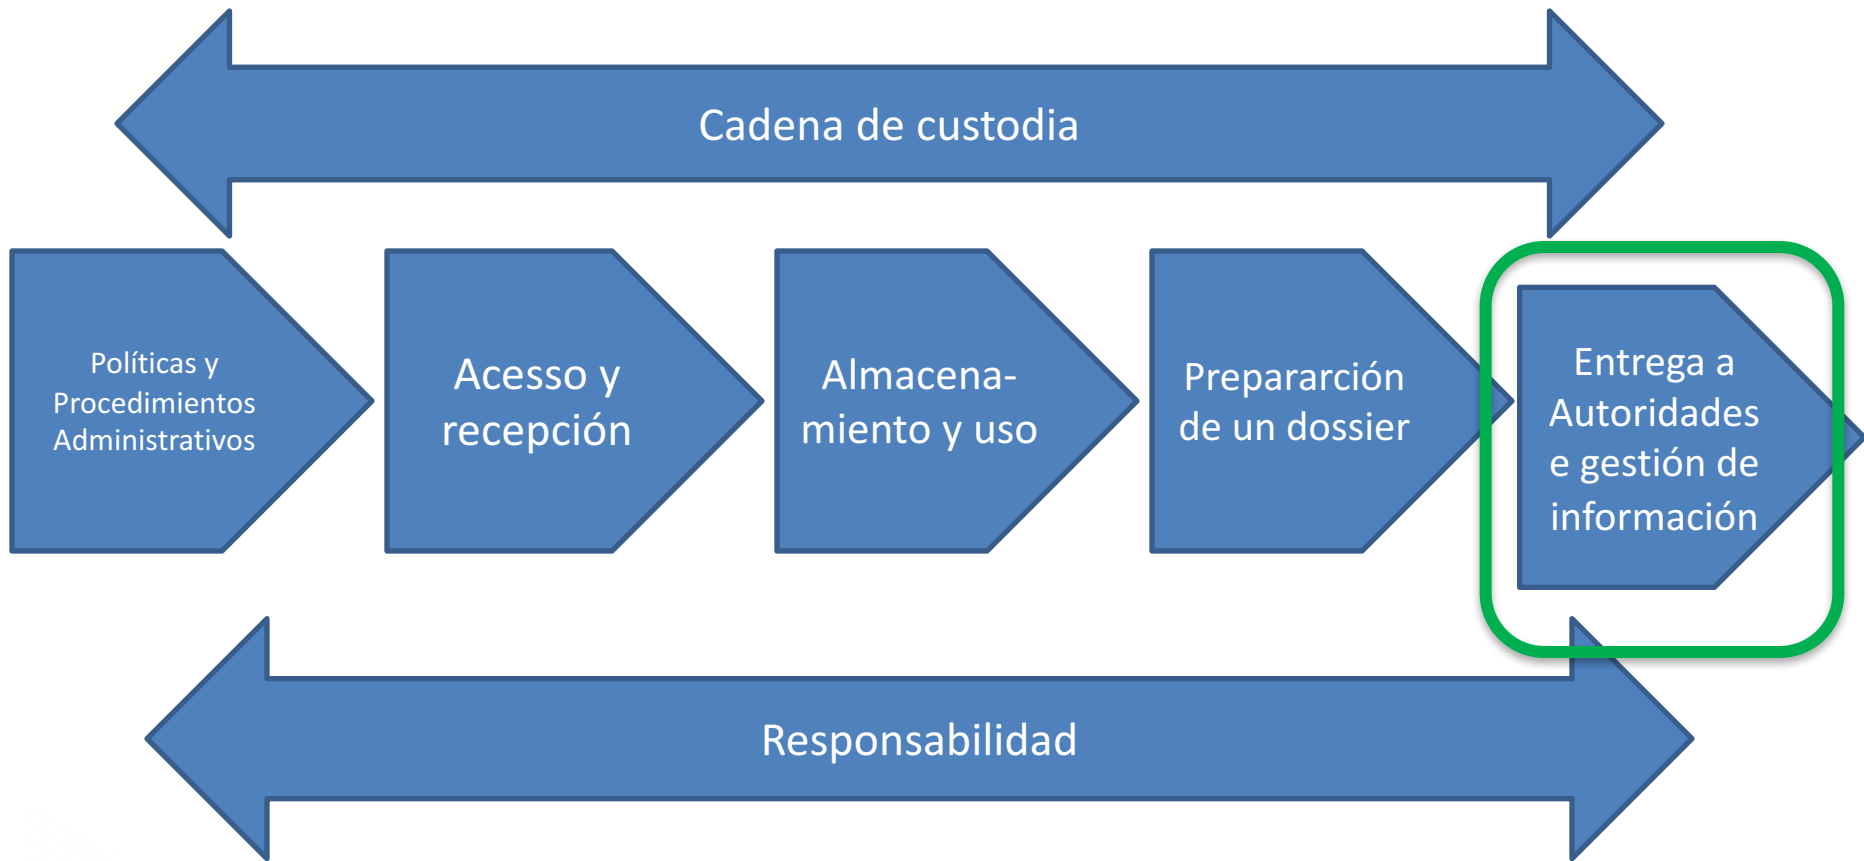 Cadena de custodia
Políticas y
Procedimientos
Administrativos
Acesso y
recepción
Almacena-
miento y uso
Prepararción
de un dossier
Entrega a
Autoridades
e gestión de
información
Responsabilidad